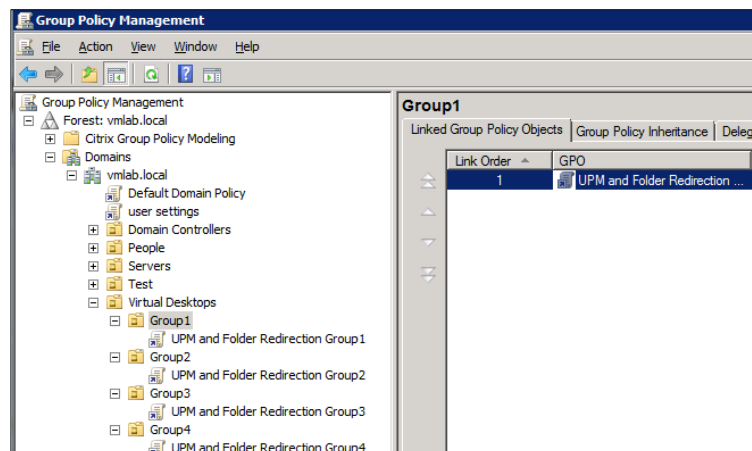 Group Policy Management
File Action View Window Help
Group Policy Management
Forest: vmlab.local
Citrix Group Policy Modeling
Domains
vmlab.local
Default Domain Policy
user settings
Domain Controllers
People
Servers
Test
Virtual Desktops
Group1
UPM and Folder Redirection Group1
Group2
UPM and Folder Redirection Group2
Group3
UPM and Folder Redirection Group3
Group4
UPM and Folder Redirection Group4
Group1
Linked Group Policy Objects Group Policy Inheritance Deleg
Link Order GPO
1 UPM and Folder Redirection ...